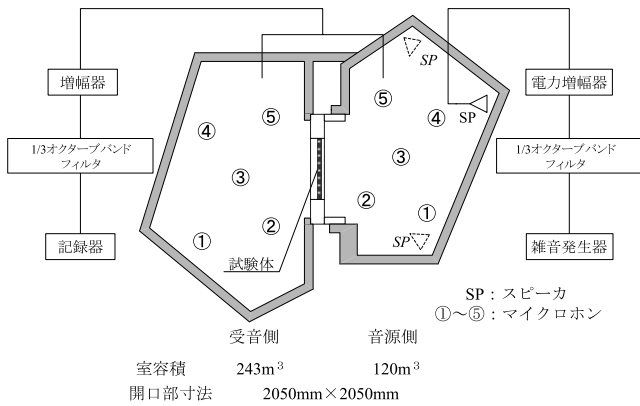 増幅器
1/3オクターブバンド
フィルタ
記録器
電力増幅器
1/3オクターブバンド
フィルタ
雑音発生器
SP
SP
SP
⑤
④
③
②
①
⑤
④
③
②
①
試験体
SP：スピーカ
①～⑤：マイクロホン
受音側 音源側
室容積 243m³ 120m³
開口部寸法 2050mm×2050mm